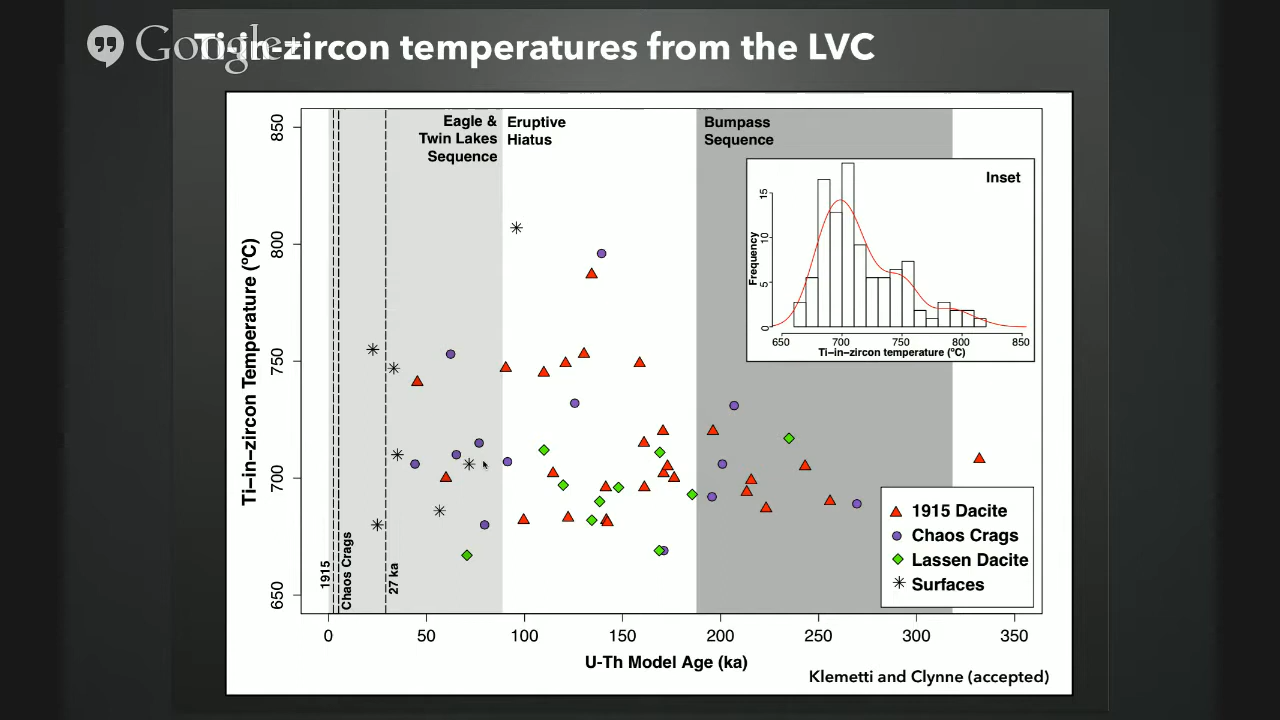 Google+
Ti-in-zircon temperatures from the LVC
Eagle &
Twin Lakes
Sequence
Eruptive
Hiatus
Bumpass
Sequence
Inset
Frequency
15
10
5
0
650
700
750
800
850
Ti–in–zircon temperature (ºC)
Ti–in–zircon Temperature (ºC)
850
800
750
700
650
1915
Chaos Crags
27 ka
1915 Dacite
Chaos Crags
Lassen Dacite
Surfaces
0
50
100
150
200
250
300
350
U-Th Model Age (ka)
Klemetti and Clynne (accepted)